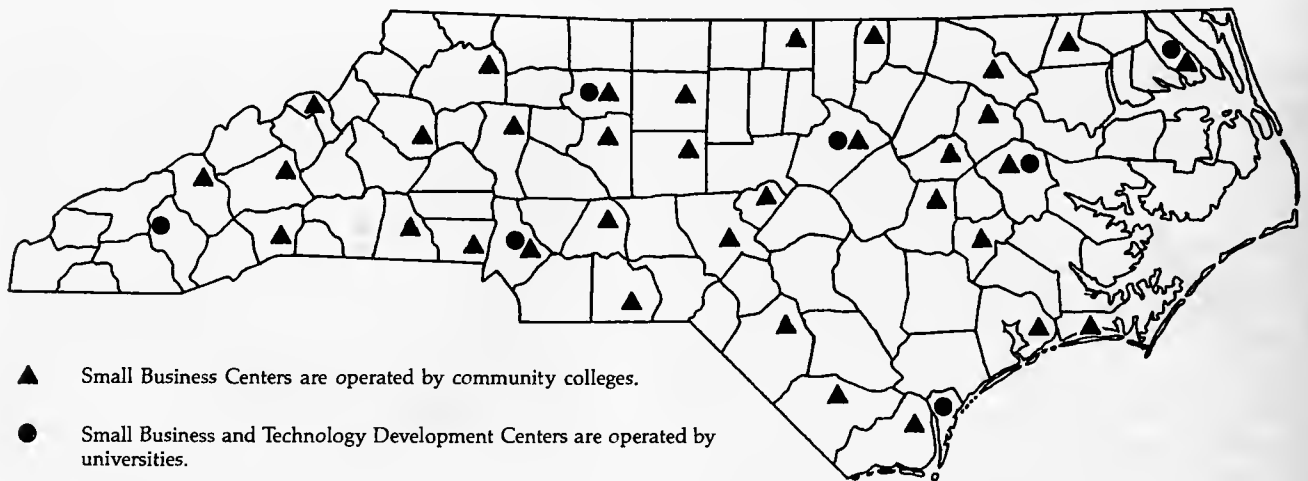 Small Business Centers are operated by community colleges.
Small Business and Technology Development Centers are operated by
universities.